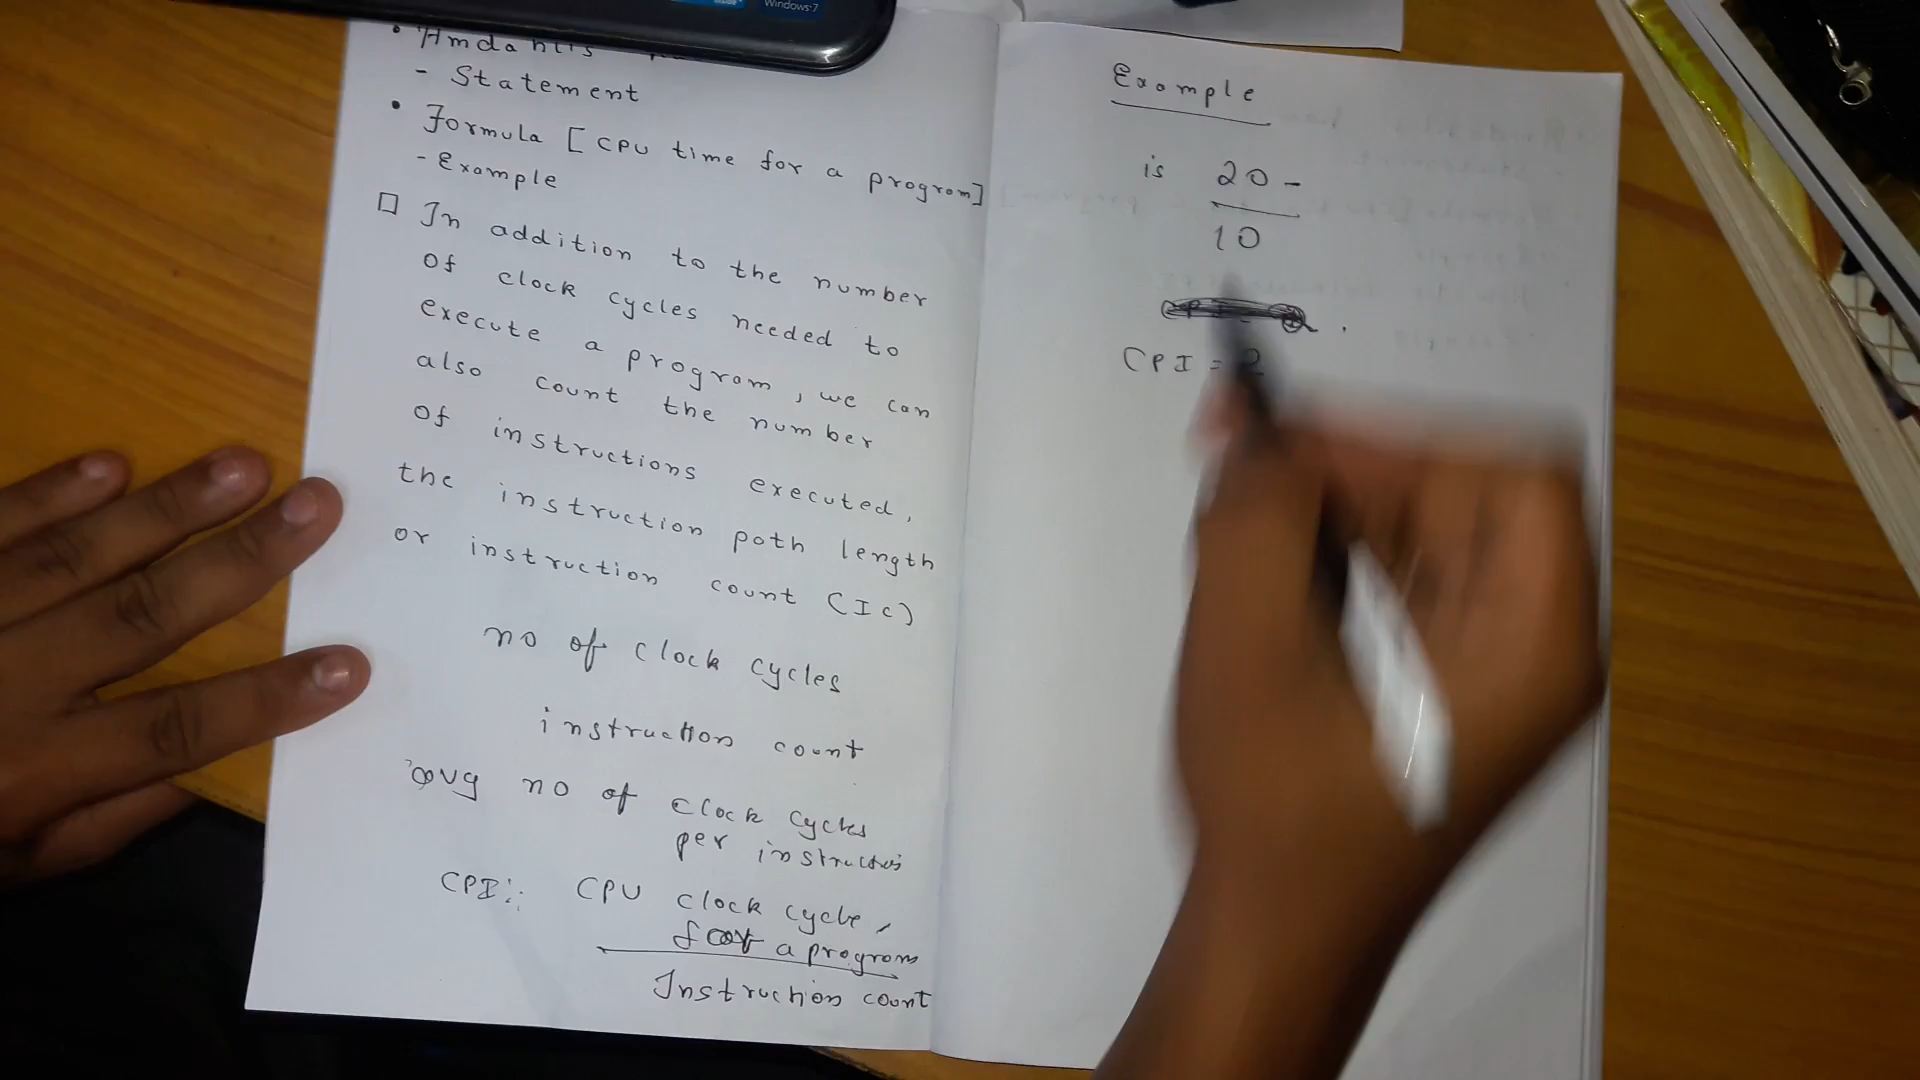 Windows 7
• Amdahl's
- Statement
• Formula [CPU time for a program]
- Example
□ In addition to the number
of clock cycles needed to
execute a program, we can
also count the number
of instructions executed,
the instruction path length
or instruction count (Ic)
no of clock cycles
instruction count
avg no of clock cycles
per instruction
CPI: CPU clock cycles
for a program
Instruction count
Example
is 20
10
CPI = 2